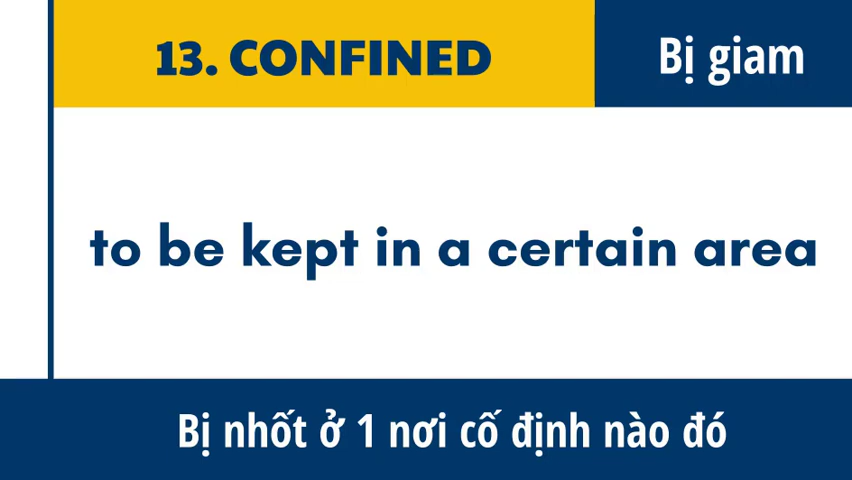 13. CONFINED
Bị giam
to be kept in a certain area
Bị nhốt ở 1 nơi cố định nào đó